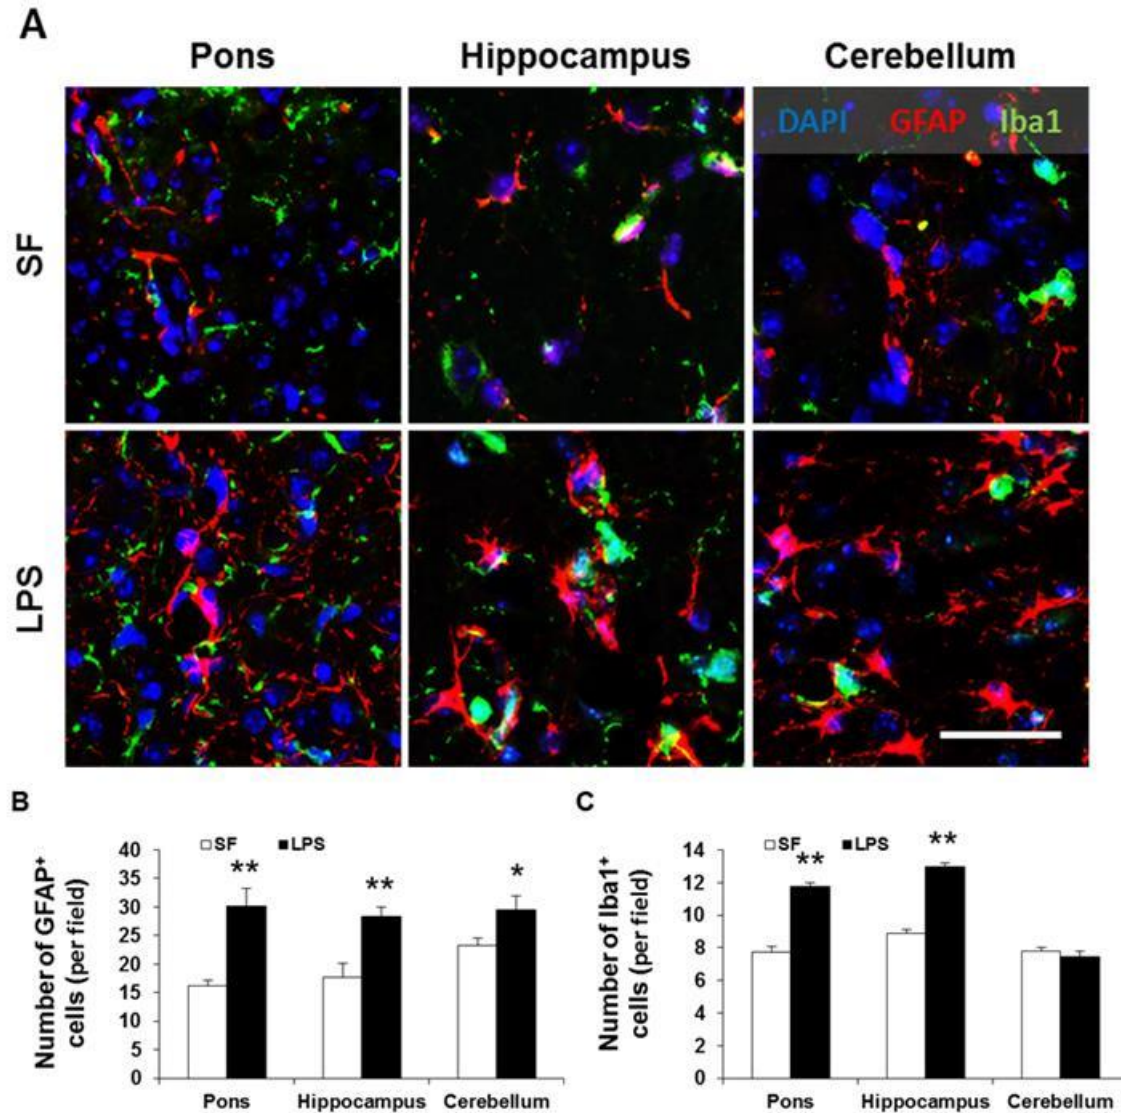 A
Pons Hippocampus Cerebellum
DAPI GFAP Iba1
SF
LPS
B
SF LPS
Number of GFAP⁺
cells (per field)
40
35
30
25
20
15
10
5
0
** ** *
Pons Hippocampus Cerebellum
C
SF LPS
Number of Iba1⁺
cells (per field)
14
12
10
8
6
4
2
0
** **
Pons Hippocampus Cerebellum